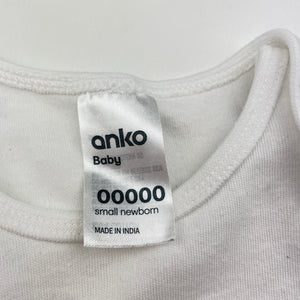 anko
Baby
00000
small newborn
MADE IN INDIA